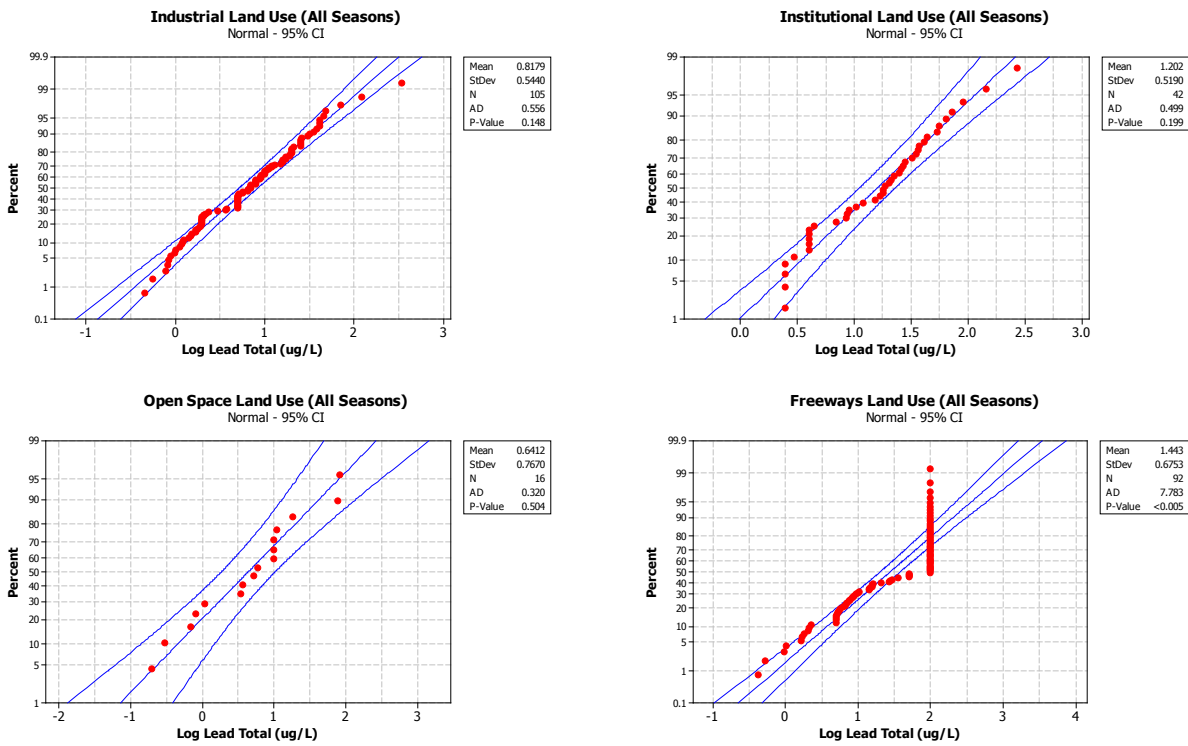 Industrial Land Use (All Seasons)
Normal - 95% CI
99.9
99
95
90
80
70
60
50
40
30
20
10
5
1
0.1
Percent
-1
0
1
2
3
Log Lead Total (ug/L)
Mean 0.8179
StDev 0.5440
N 105
AD 0.556
P-Value 0.148
Institutional Land Use (All Seasons)
Normal - 95% CI
99
95
90
80
70
60
50
40
30
20
10
5
1
Percent
0.0
0.5
1.0
1.5
2.0
2.5
3.0
Log Lead Total (ug/L)
Mean 1.202
StDev 0.5190
N 42
AD 0.499
P-Value 0.199
Open Space Land Use (All Seasons)
Normal - 95% CI
99
95
90
80
70
60
50
40
30
20
10
5
1
Percent
-2
-1
0
1
2
3
Log Lead Total (ug/L)
Mean 0.6412
StDev 0.7670
N 16
AD 0.320
P-Value 0.504
Freeways Land Use (All Seasons)
Normal - 95% CI
99.9
99
95
90
80
70
60
50
40
30
20
10
5
1
0.1
Percent
-1
0
1
2
3
4
Log Lead Total (ug/L)
Mean 1.443
StDev 0.6753
N 92
AD 7.783
P-Value <0.005